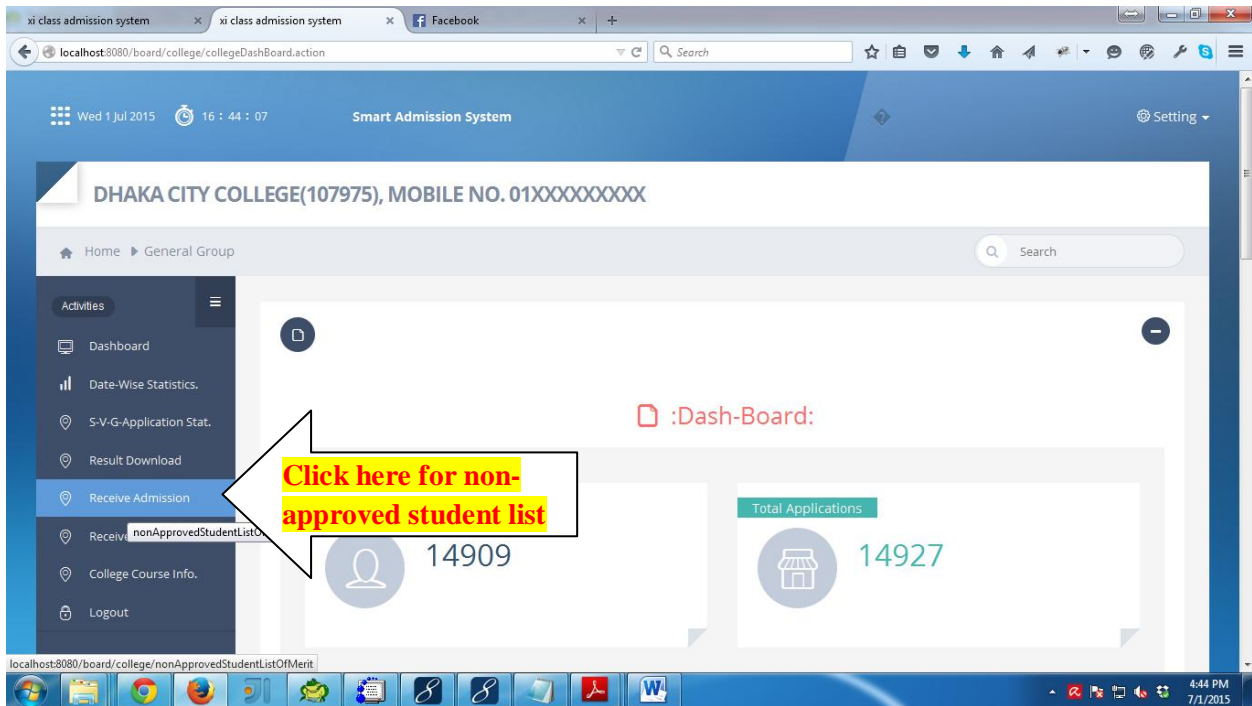 xi class admission system
xi class admission system
Facebook
localhost:8080/board/college/collegeDashBoard.action
Search
Wed 1 Jul 2015 16 : 44 : 07 Smart Admission System Setting
DHAKA CITY COLLEGE(107975), MOBILE NO. 01XXXXXXXXX
Home General Group
Search
Activities
Dashboard
Date-Wise Statistics.
S-V-G-Application Stat.
Result Download
Receive Admission
nonApprovedStudentListO
College Course Info.
Logout
:Dash-Board:
Click here for non-
approved student list
14909
Total Applications
14927
localhost:8080/board/college/nonApprovedStudentListOfMerit
4:44 PM
7/1/2015